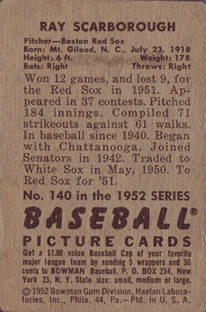 RAY SCARBOROUGH
Pitcher—Boston Red Sox
Born: Mt. Gilead, N. C., July 23, 1918
Height: 6 ft. Weight: 178
Bats: Right Throws: Right
Won 12 games, and lost 9, for
the Red Sox in 1951. Ap-
peared in 37 contests. Pitched
184 innings. Compiled 71
strikeouts against 61 walks.
In baseball since 1940. Began
with Chattanooga. Joined
Senators in 1942. Traded to
White Sox in May, 1950. To
Red Sox for '51.
No. 140 in the 1952 SERIES
BASEBALL
PICTURE CARDS
Get a $1.00 value Baseball Cap of your favorite
major league team by sending 5 wrappers and 50
cents to BOWMAN Baseball, P. O. BOX 234, New
York 23, N. Y. State size: small, medium or large.
©1952 Bowman Gum Division, Haelan Labora-
tories, Inc., Phila. 44, Pa.—Ptd. in U. S. A.